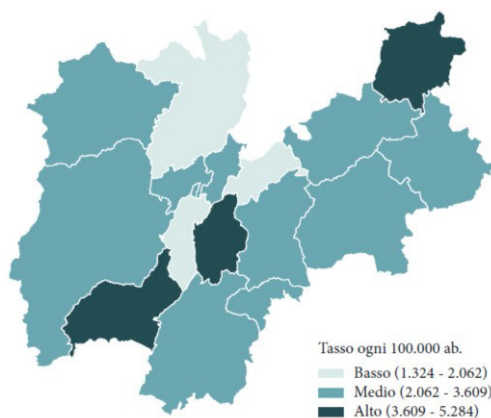 Tasso ogni 100.000 ab.
Basso (1.324 - 2.062)
Medio (2.062 - 3.609)
Alto (3.609 - 5.284)